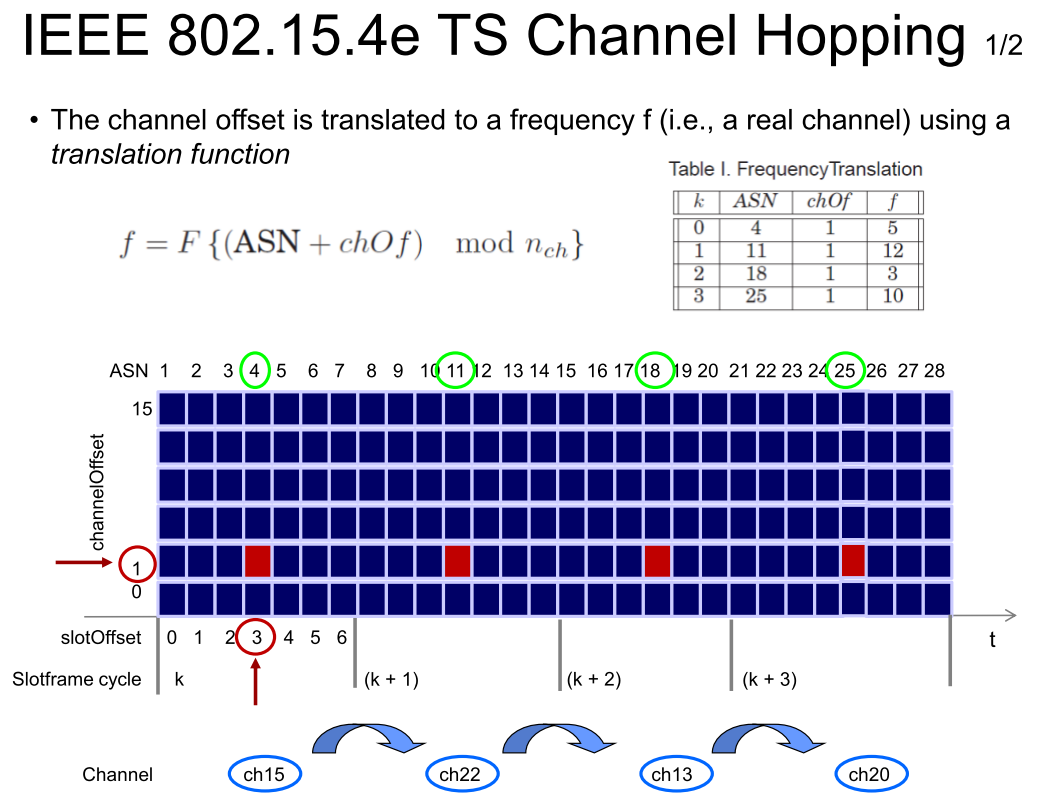 IEEE 802.15.4e TS Channel Hopping 1/2
• The channel offset is translated to a frequency f (i.e., a real channel) using a
translation function
Table I. FrequencyTranslation
k ASN chOf f
0 4 1 5
1 11 1 12
2 18 1 3
3 25 1 10
f = F {(ASN + chOf) mod n_ch}
ASN 1 2 3 4 5 6 7 8 9 10 11 12 13 14 15 16 17 18 19 20 21 22 23 24 25 26 27 28
15
channelOffset
1
0
slotOffset 0 1 2 3 4 5 6 t
Slotframe cycle k (k + 1) (k + 2) (k + 3)
Channel ch15 ch22 ch13 ch20